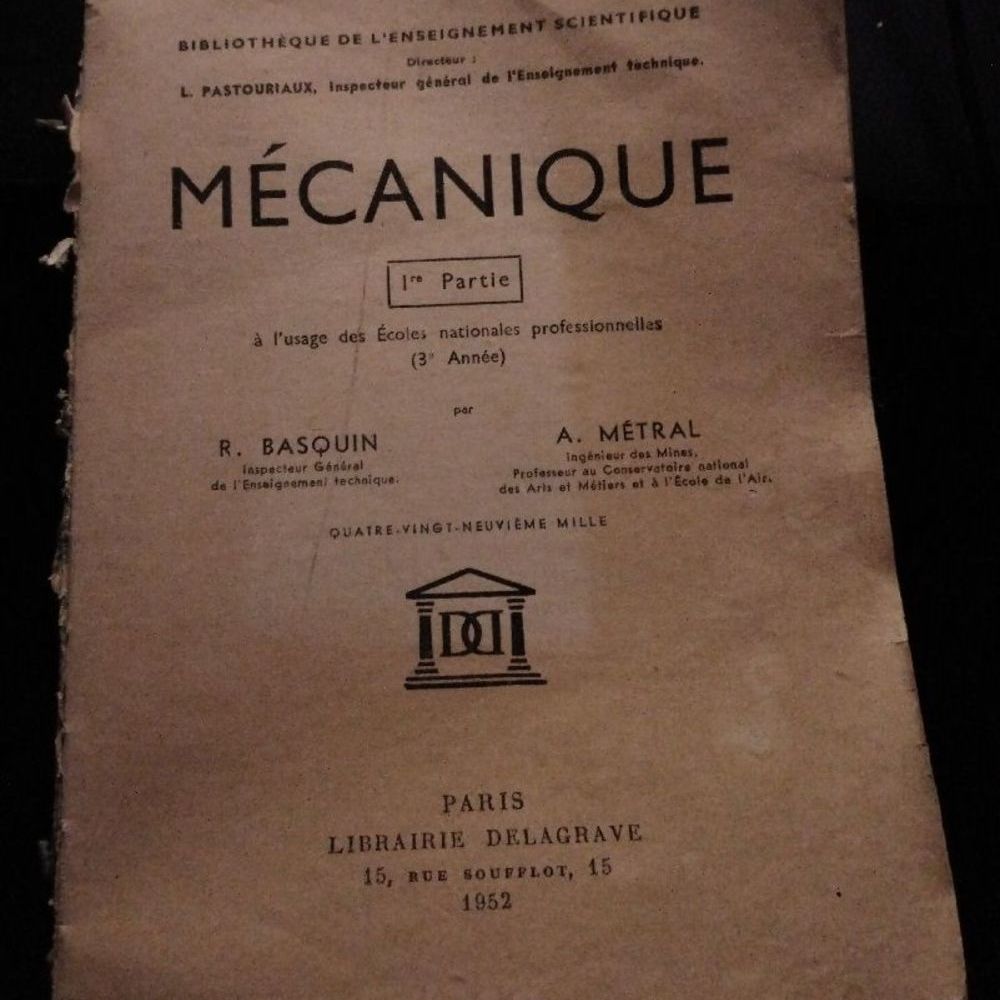 BIBLIOTHÈQUE DE L'ENSEIGNEMENT SCIENTIFIQUE
Directeur :
L. PASTOURIAUX, Inspecteur général de l'Enseignement technique.
MÉCANIQUE
1re Partie
à l'usage des Écoles nationales professionnelles
(3e Année)
par
R. BASQUIN
Inspecteur Général
de l'Enseignement technique.
A. MÉTRAL
Ingénieur des Mines,
Professeur au Conservatoire national
des Arts et Métiers et à l'École de l'Air.
QUATRE-VINGT-NEUVIÈME MILLE
DD
PARIS
LIBRAIRIE DELAGRAVE
15, RUE SOUFFLOT, 15
1952